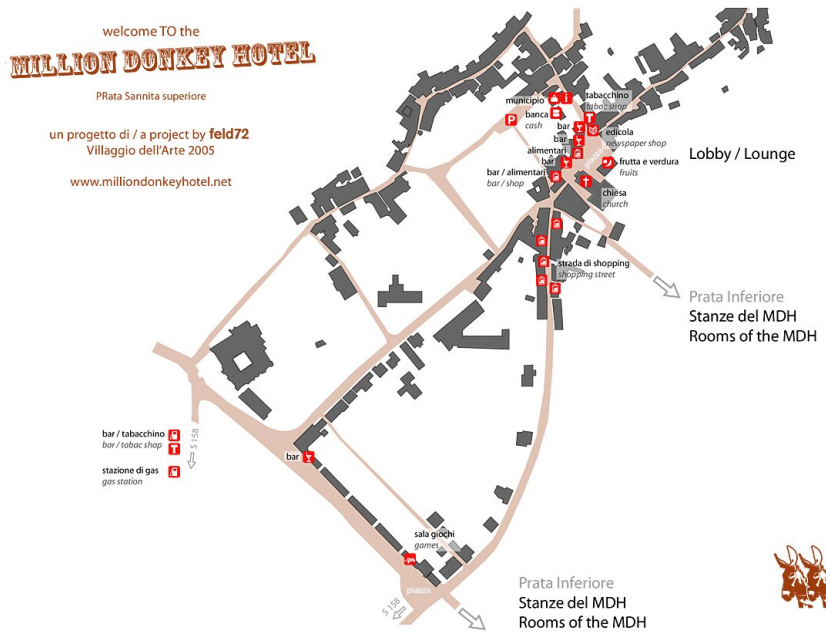 welcome TO the
MILLION DONKEY HOTEL
PRata Sannita superiore
un progetto di / a project by feld72
Villaggio dell'Arte 2005
www.milliondonkeyhotel.net
municipio
tabacchino
tabac shop
banca
cash
P
bar
edicola
newspaper shop
bar
alimentari
piazza
bar
frutta e verdura
fruits
bar / alimentari
bar / shop
chiesa
church
Lobby / Lounge
strada di shopping
shopping street
Prata Inferiore
Stanze del MDH
Rooms of the MDH
bar / tabacchino
bar / tabac shop
stazione di gas
gas station
S 158
bar
sala giochi
games
piazza
S 158
Prata Inferiore
Stanze del MDH
Rooms of the MDH